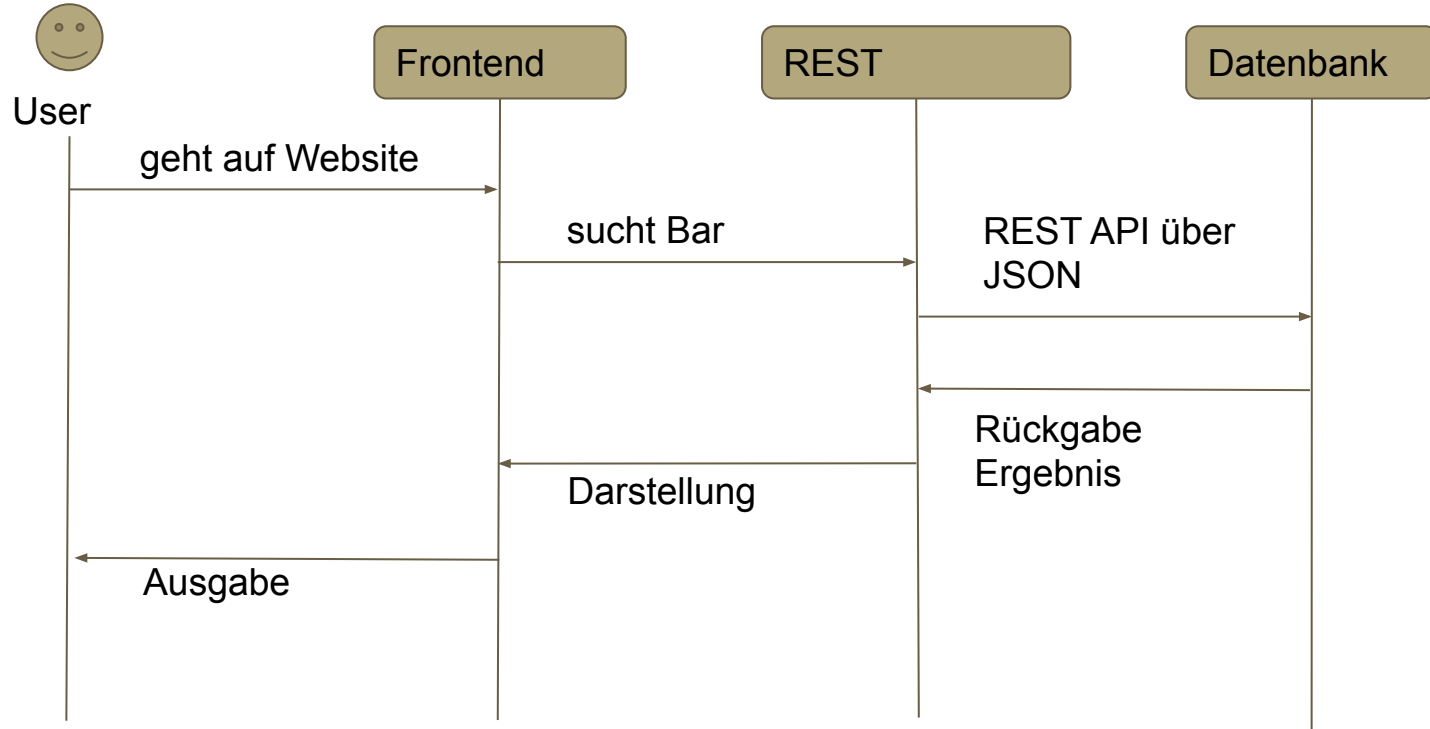 Frontend
REST
Datenbank
User
geht auf Website
sucht Bar
REST API über
JSON
Rückgabe
Ergebnis
Darstellung
Ausgabe